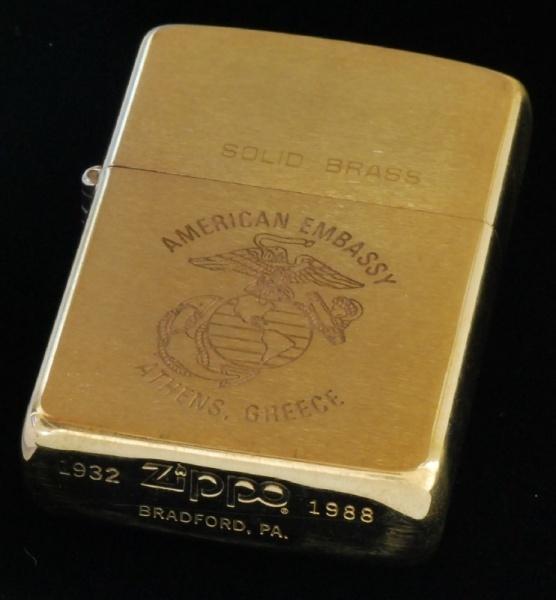 SOLID BRASS
AMERICAN EMBASSY
ATHENS, GREECE
1932 Zippo® 1988
BRADFORD, PA.